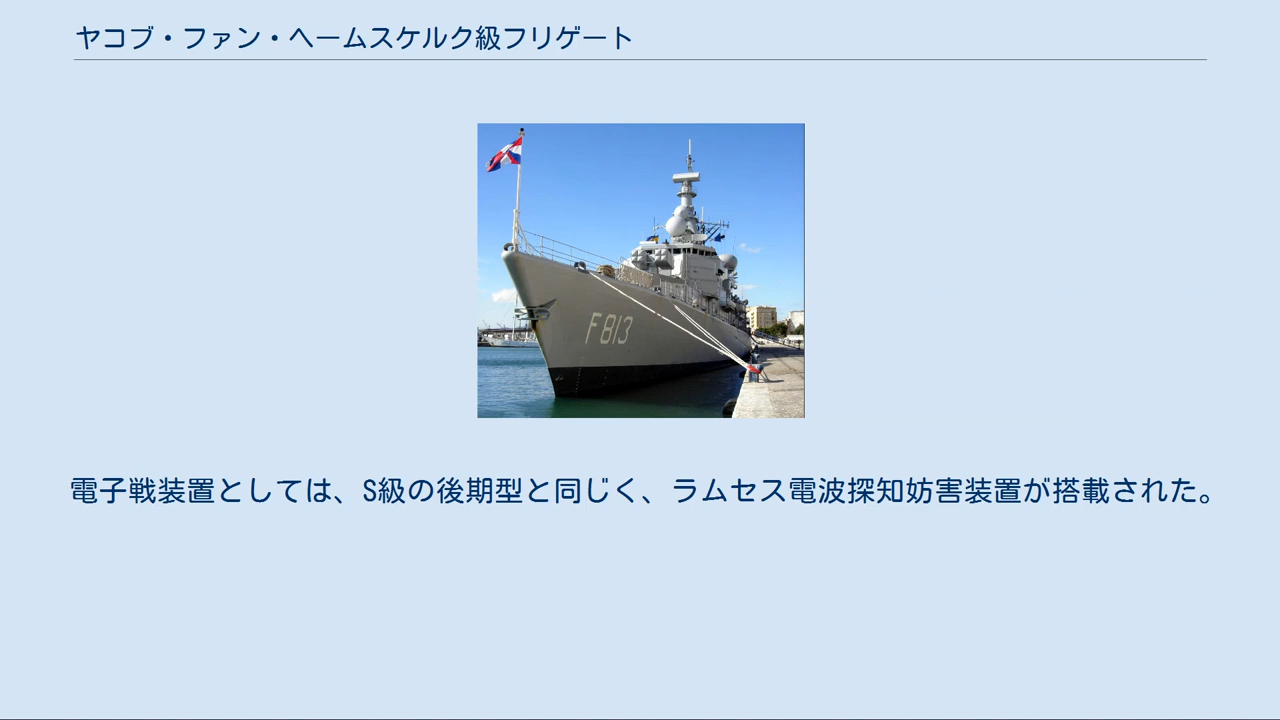 ヤコブ・ファン・ヘームスケルク級フリゲート
F813
電子戦装置としては、S級の後期型と同じく、ラムセス電波探知妨害装置が搭載された。